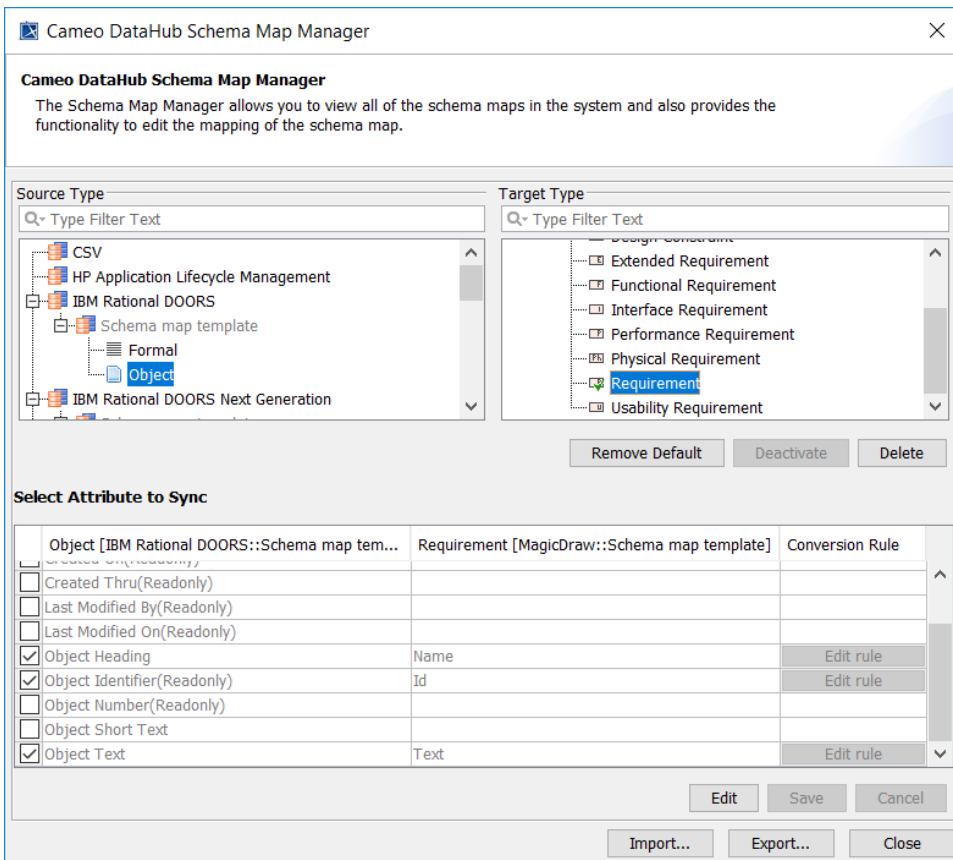 Cameo DataHub Schema Map Manager
Cameo DataHub Schema Map Manager
The Schema Map Manager allows you to view all of the schema maps in the system and also provides the
functionality to edit the mapping of the schema map.
Source Type
Type Filter Text
CSV
HP Application Lifecycle Management
IBM Rational DOORS
Schema map template
Formal
Object
IBM Rational DOORS Next Generation
Target Type
Type Filter Text
Design Constraint
Extended Requirement
Functional Requirement
Interface Requirement
Performance Requirement
Physical Requirement
Requirement
Usability Requirement
Remove Default Deactivate Delete
Select Attribute to Sync
Object [IBM Rational DOORS::Schema map tem... Requirement [MagicDraw::Schema map template] Conversion Rule
Created On(Readonly)
Created Thru(Readonly)
Last Modified By(Readonly)
Last Modified On(Readonly)
Object Heading Name Edit rule
Object Identifier(Readonly) Id Edit rule
Object Number(Readonly)
Object Short Text
Object Text Text Edit rule
Edit Save Cancel
Import... Export... Close